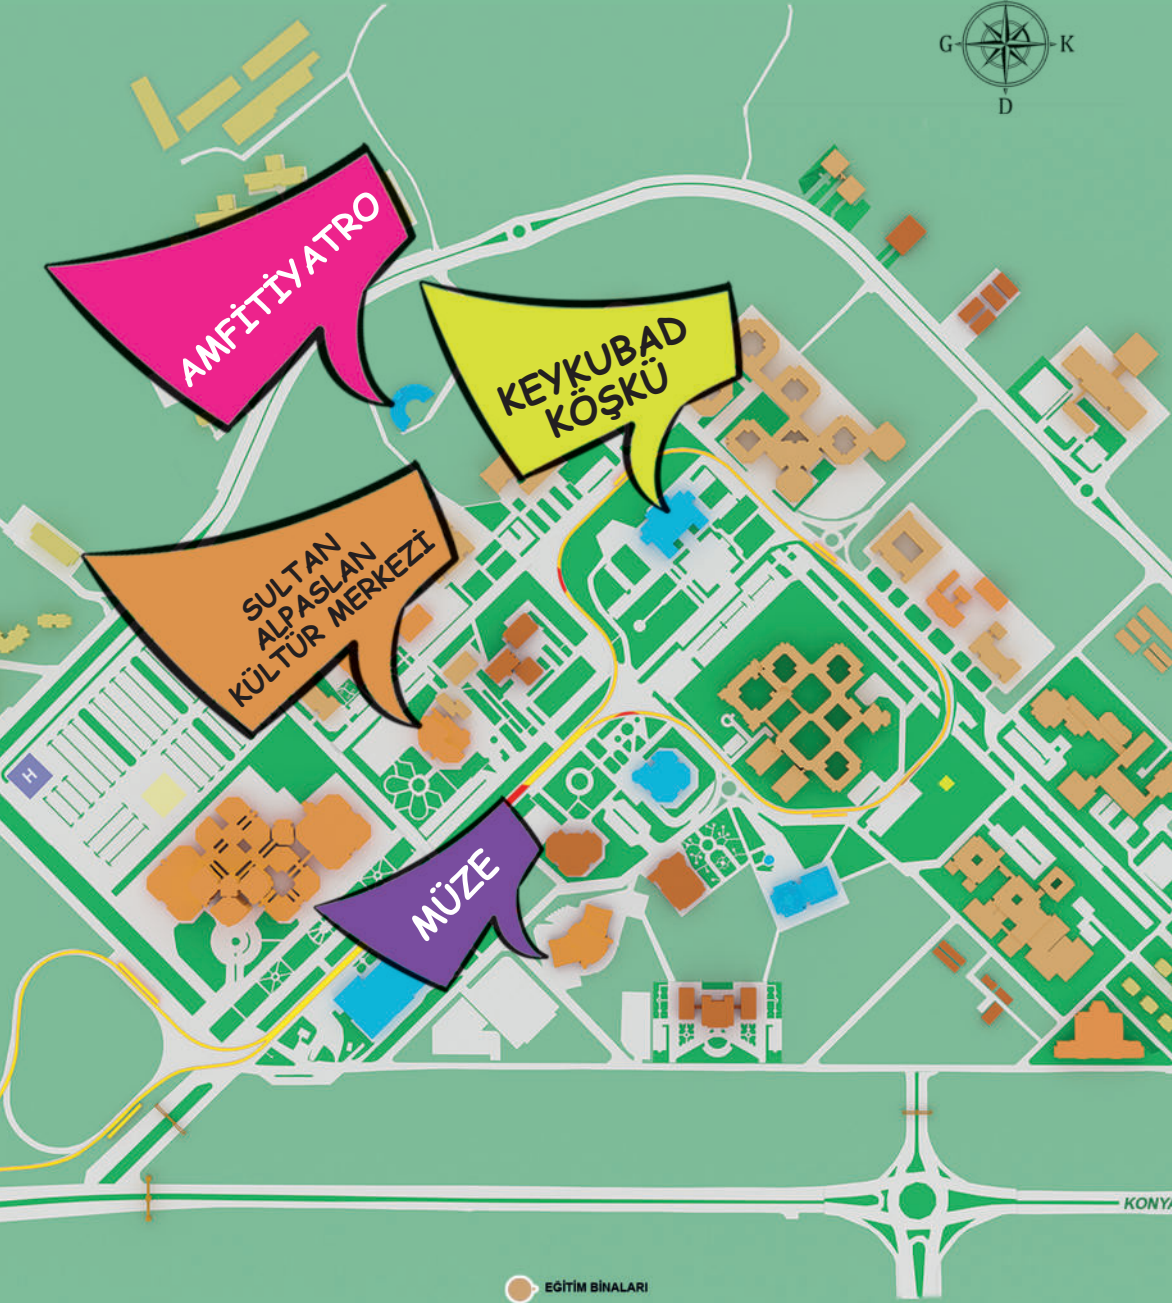 G K
D
AMFİTİYATRO
KEYKUBAD
KÖŞKÜ
SULTAN
ALPASLAN
KÜLTÜR MERKEZİ
H
MÜZE
KONYA
EĞİTİM BİNALARI